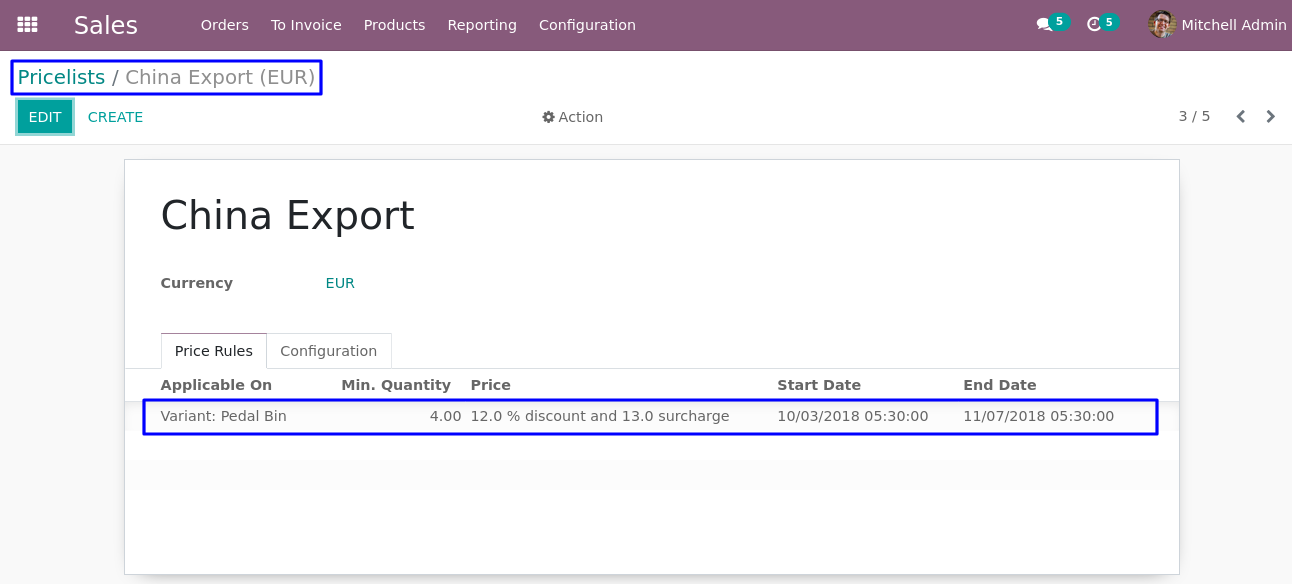 Sales Orders To Invoice Products Reporting Configuration 5 5 Mitchell Admin
Pricelists / China Export (EUR)
EDIT CREATE Action 3 / 5
China Export
Currency EUR
Price Rules Configuration
Applicable On Min. Quantity Price Start Date End Date
Variant: Pedal Bin 4.00 12.0 % discount and 13.0 surcharge 10/03/2018 05:30:00 11/07/2018 05:30:00